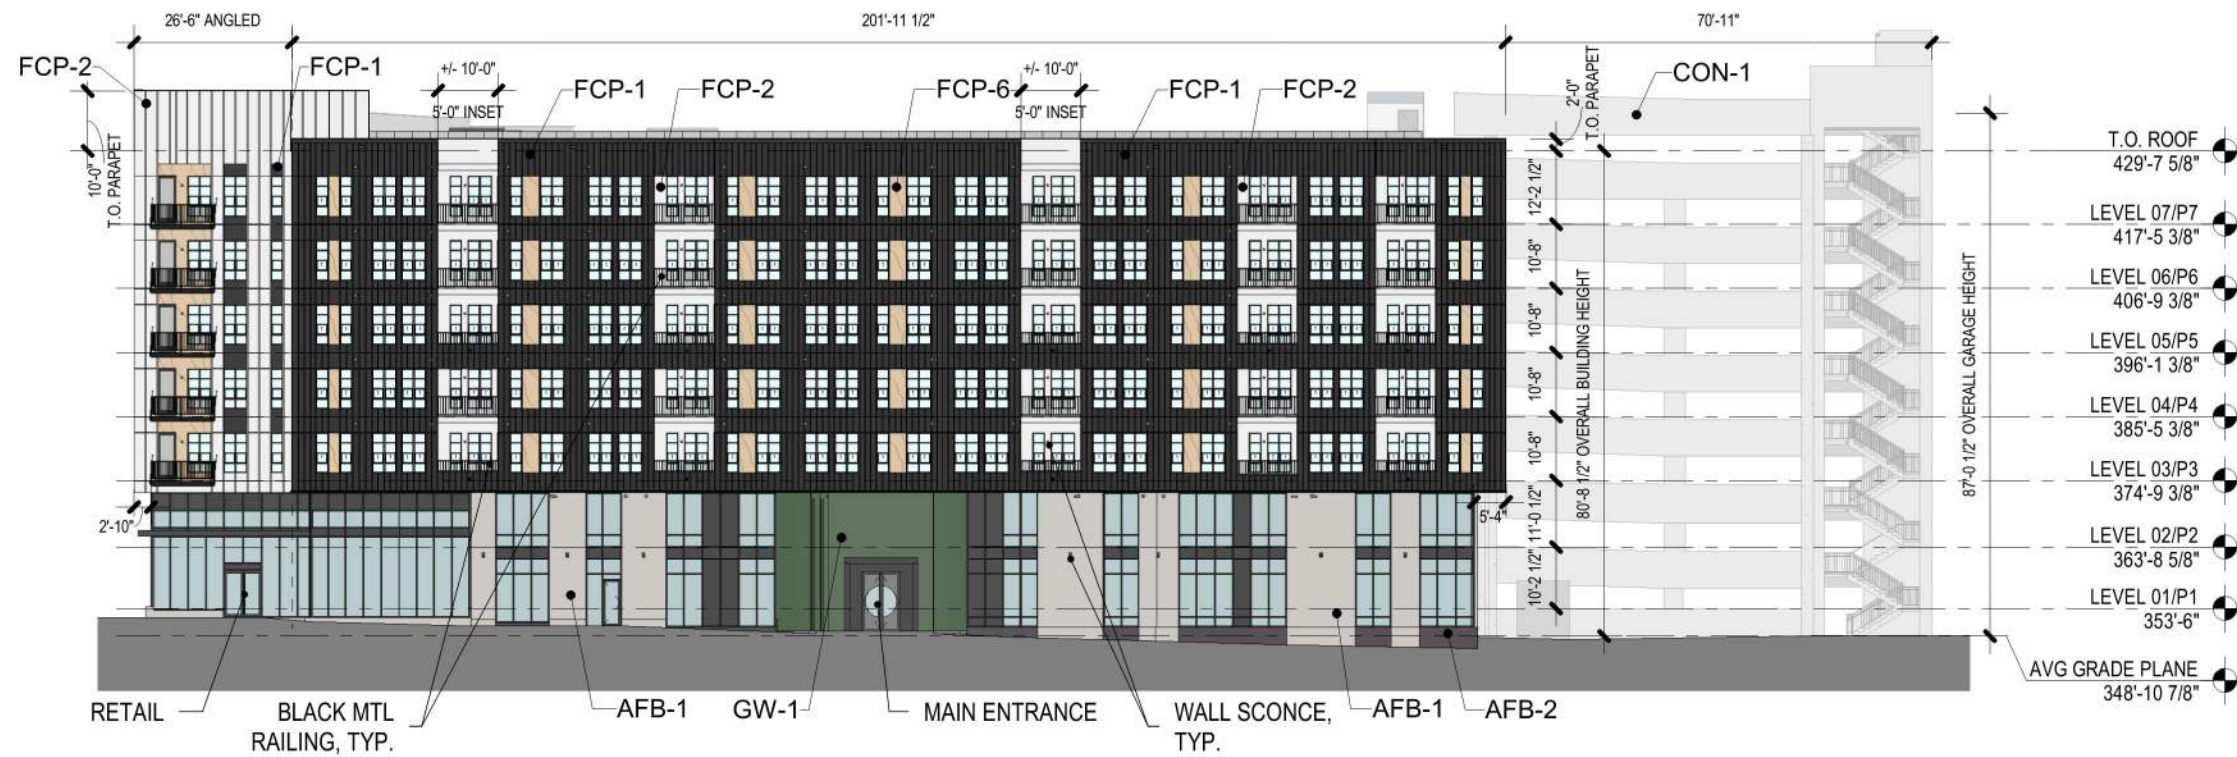 26'-6" ANGLED
201'-11 1/2"
70'-11"
FCP-2
FCP-1
+/- 10'-0"
5'-0" INSET
FCP-1
FCP-2
FCP-6
+/- 10'-0"
5'-0" INSET
FCP-1
FCP-2
2'-0"
T.O. PARAPET
CON-1
10'-0"
T.O. PARAPET
T.O. ROOF
429'-7 5/8"
LEVEL 07/P7
417'-5 3/8"
LEVEL 06/P6
406'-9 3/8"
LEVEL 05/P5
396'-1 3/8"
LEVEL 04/P4
385'-5 3/8"
LEVEL 03/P3
374'-9 3/8"
LEVEL 02/P2
363'-8 5/8"
LEVEL 01/P1
353'-6"
AVG GRADE PLANE
348'-10 7/8"
12'-2 1/2"
10'-8"
10'-8"
10'-8"
10'-8"
11'-0 1/2"
10'-2 1/2"
80'-8 1/2" OVERALL BUILDING HEIGHT
87'-0 1/2" OVERALL GARAGE HEIGHT
2'-10"
5'-4"
RETAIL
BLACK MTL
RAILING, TYP.
AFB-1
GW-1
MAIN ENTRANCE
WALL SCONCE,
TYP.
AFB-1
AFB-2